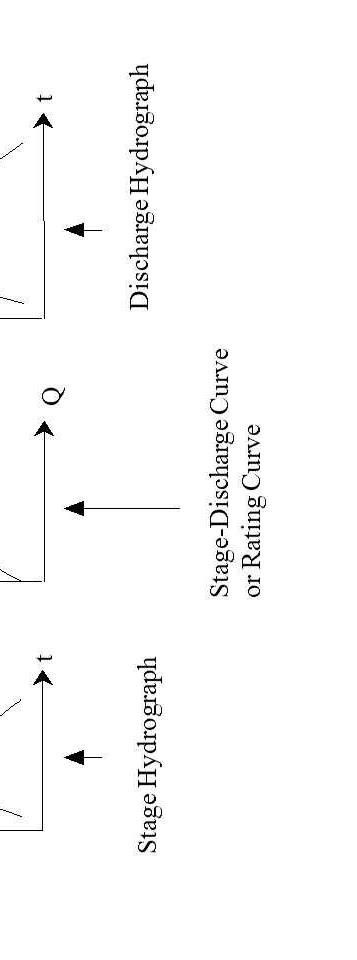 t
Stage Hydrograph
Q
Stage-Discharge Curve
or Rating Curve
t
Discharge Hydrograph